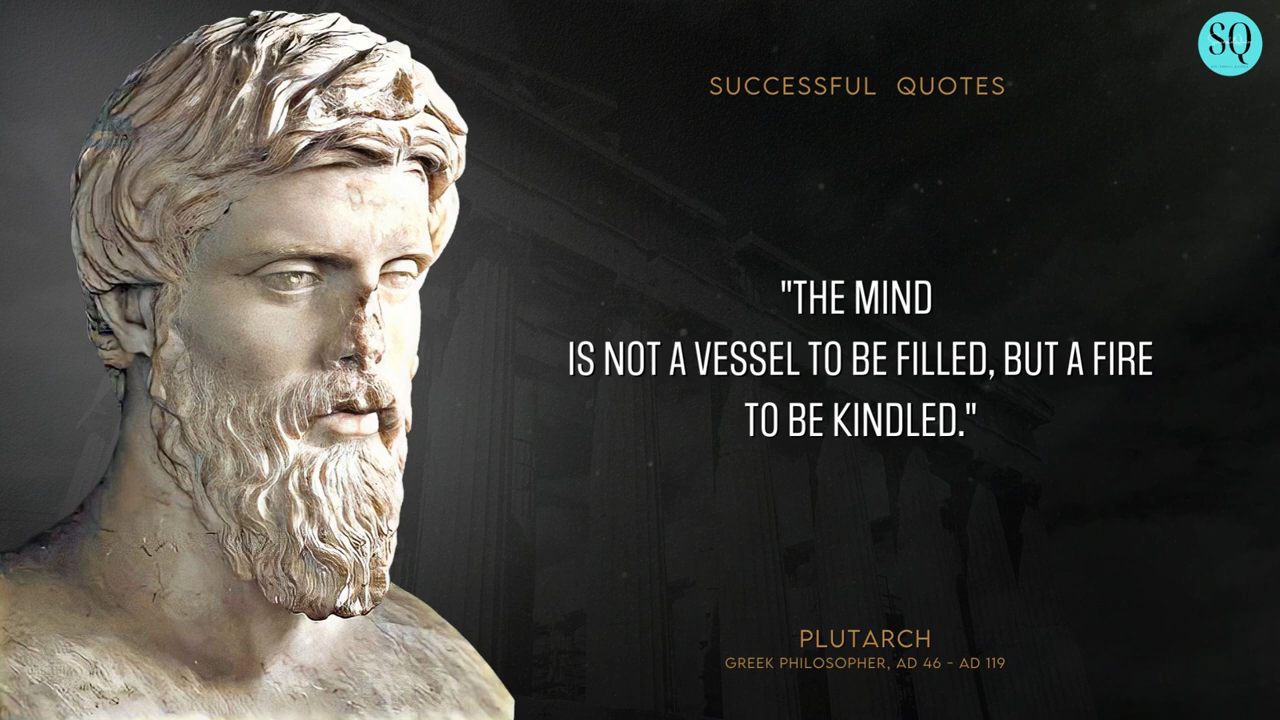 SQ
SUCCESSFUL QUOTES
"THE MIND
IS NOT A VESSEL TO BE FILLED, BUT A FIRE
TO BE KINDLED."
PLUTARCH
GREEK PHILOSOPHER, AD 46 - AD 119